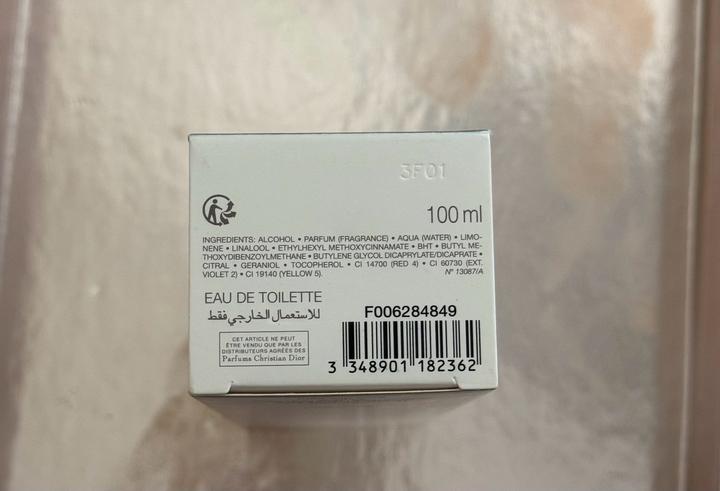 3F01
100 ml
INGREDIENTS: ALCOHOL • PARFUM (FRAGRANCE) • AQUA (WATER) • LIMO-
NENE • LINALOOL • ETHYLHEXYL METHOXYCINNAMATE • BHT • BUTYL ME-
THOXYDIBENZOYLMETHANE • BUTYLENE GLYCOL DICAPRYLATE/DICAPRATE •
CITRAL • GERANIOL • TOCOPHEROL • CI 14700 (RED 4) • CI 60730 (EXT.
VIOLET 2) • CI 19140 (YELLOW 5). N° 13087/A
EAU DE TOILETTE
للاستعمال الخارجي فقط
F006284849
CET ARTICLE NE PEUT
ÊTRE VENDU QUE PAR LES
DISTRIBUTEURS AGRÉÉS DES
Parfums Christian Dior
3 348901 182362